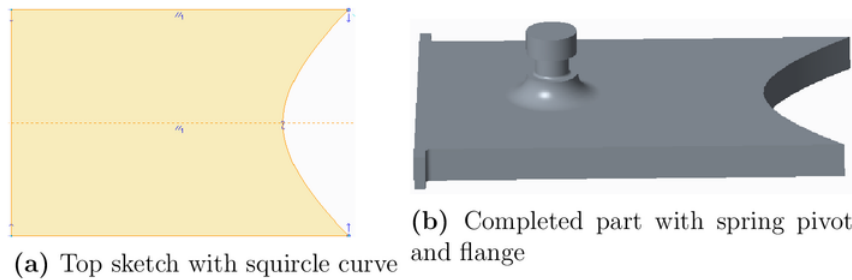 (a) Top sketch with squircle curve
(b) Completed part with spring pivot
and flange